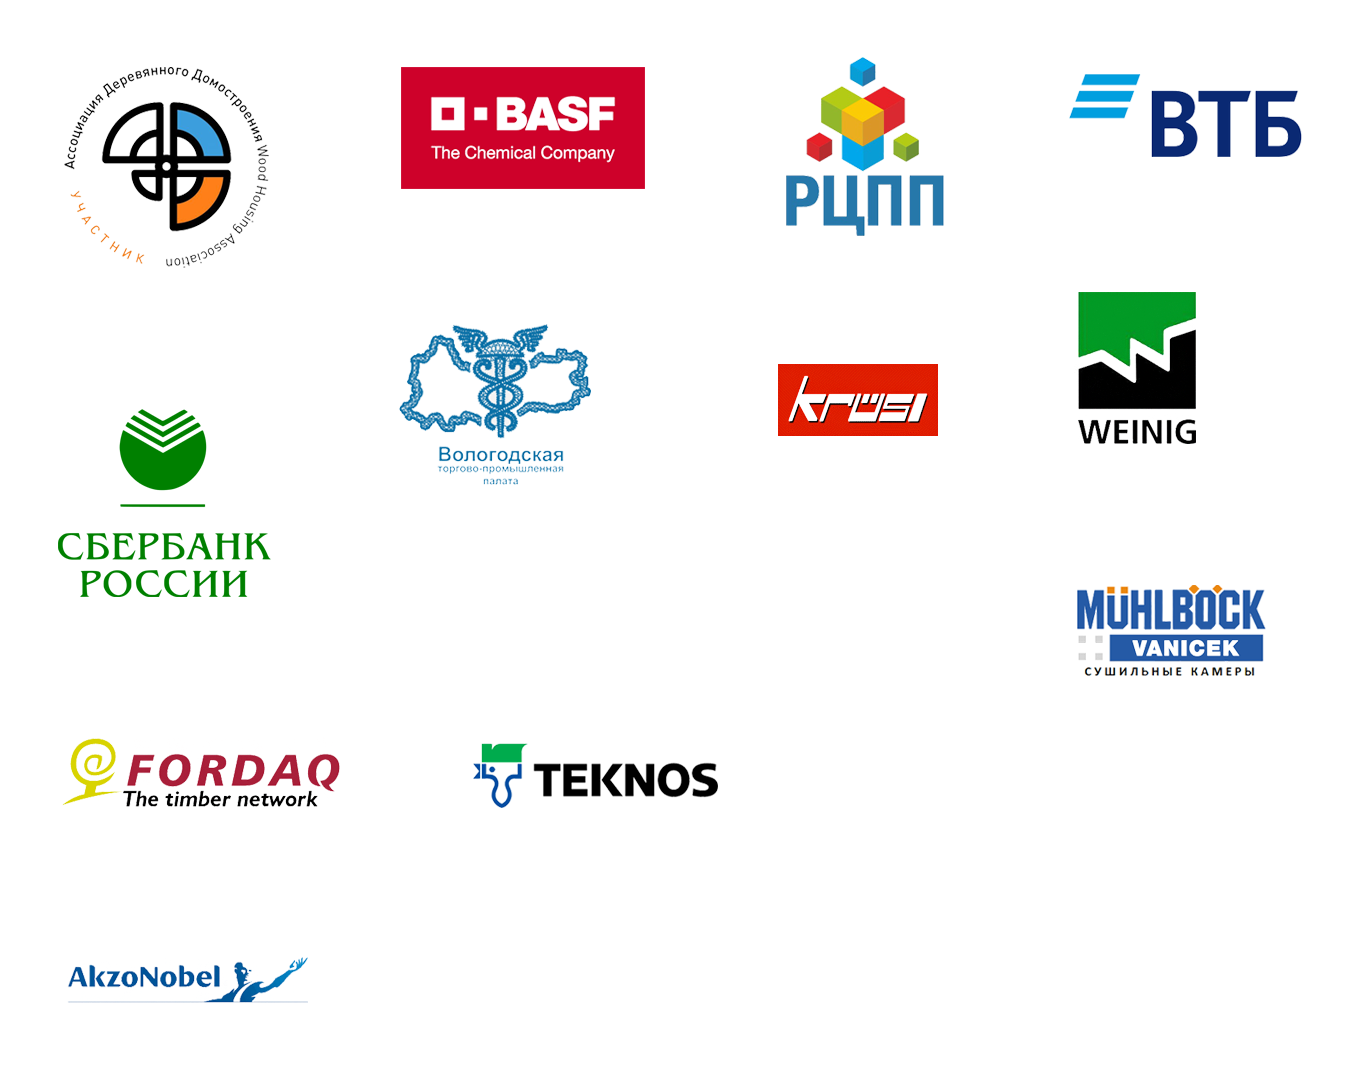 Ассоциация Деревянного Домостроения Wood Housing Association
УЧАСТНИК
BASF
The Chemical Company
РЦПП
ВТБ
Вологодская
торгово-промышленная
палата
krüsi
WEINIG
СБЕРБАНК
РОССИИ
MÜHLBÖCK
VANICEK
СУШИЛЬНЫЕ КАМЕРЫ
FORDAQ
The timber network
TEKNOS
AkzoNobel